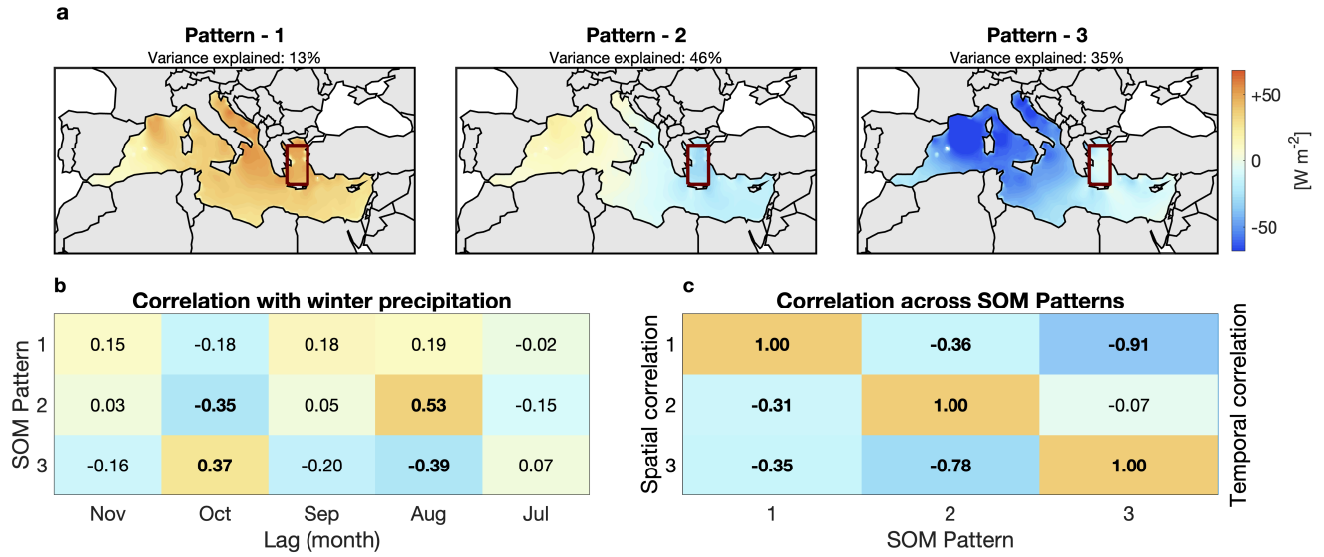 a
Pattern - 1
Variance explained: 13%
Pattern - 2
Variance explained: 46%
Pattern - 3
Variance explained: 35%
+50
0
-50
[W m-2]
b
Correlation with winter precipitation
SOM Pattern
1 0.15 -0.18 0.18 0.19 -0.02
2 0.03 -0.35 0.05 0.53 -0.15
3 -0.16 0.37 -0.20 -0.39 0.07
Nov Oct Sep Aug Jul
Lag (month)
c
Correlation across SOM Patterns
Spatial correlation
1 1.00 -0.36 -0.91
2 -0.31 1.00 -0.07
3 -0.35 -0.78 1.00
Temporal correlation
1 2 3
SOM Pattern